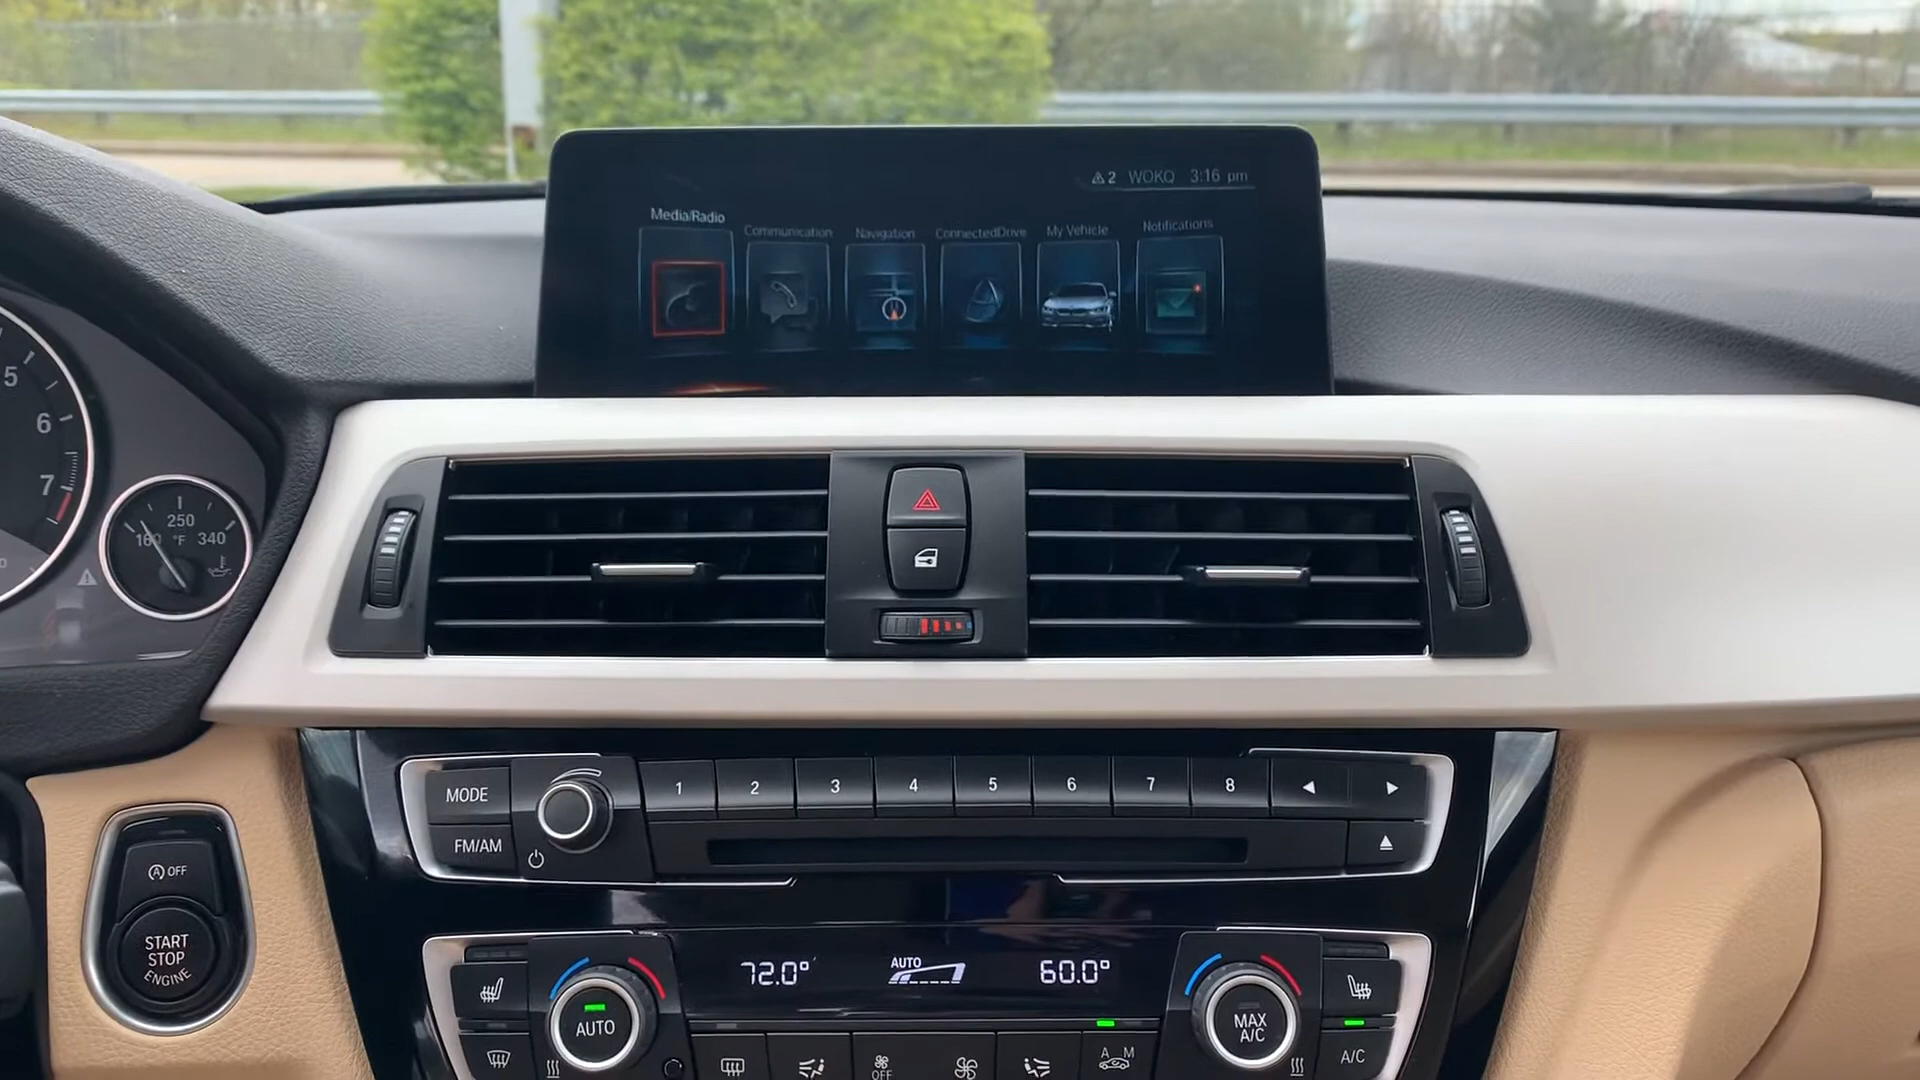 2 WOKQ 3:16 pm
Media/Radio
Communication
Navigation
ConnectedDrive
My Vehicle
Notifications
5
6
7
250
160 °F 340
MODE
1 2 3 4 5 6 7 8
FM/AM
OFF
START
STOP
ENGINE
72.0°
AUTO
60.0°
AUTO
MAX
A/C
OFF
A M
A/C